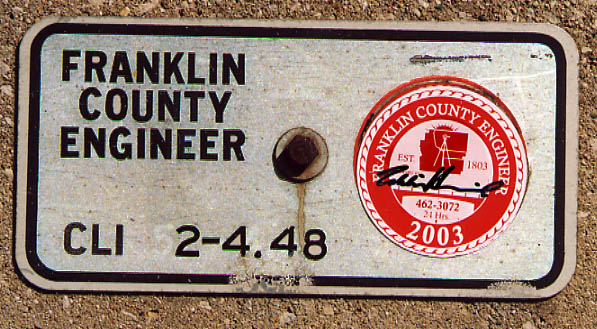 FRANKLIN
COUNTY
ENGINEER
CLI 2-4.48
FRANKLIN COUNTY ENGINEER
EST. 1803
462-3072
24 Hrs.
2003